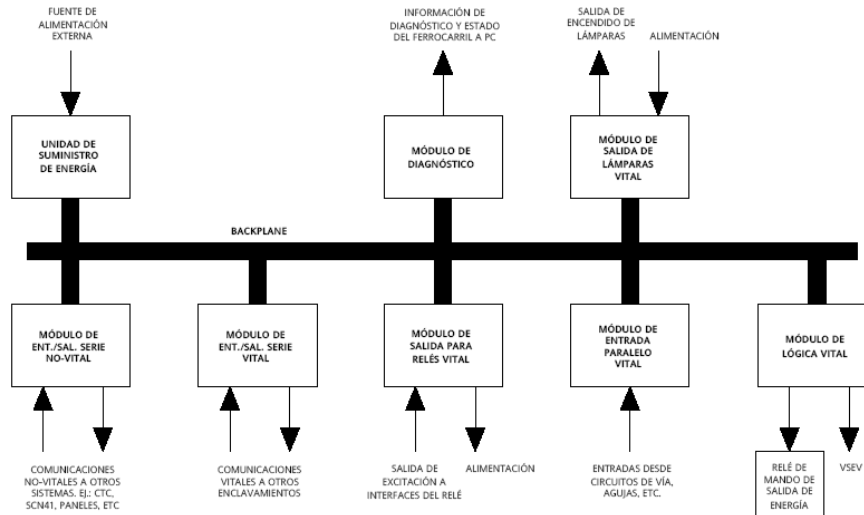 FUENTE DE
ALIMENTACIÓN
EXTERNA
INFORMACIÓN DE
DIAGNÓSTICO Y ESTADO
DEL FERROCARRIL A PC
SALIDA DE
ENCENDIDO DE
LÁMPARAS
ALIMENTACIÓN
UNIDAD DE
SUMINISTRO
DE ENERGÍA
MÓDULO DE
DIAGNÓSTICO
MÓDULO DE
SALIDA DE
LÁMPARAS
VITAL
BACKPLANE
MÓDULO DE
ENT./SAL. SERIE
NO-VITAL
MÓDULO DE
ENT./SAL. SERIE
VITAL
MÓDULO DE
SALIDA PARA
RELÉS VITAL
MÓDULO DE
ENTRADA
PARALELO
VITAL
MÓDULO DE
LÓGICA VITAL
COMUNICACIONES
NO-VITALES A OTROS
SISTEMAS. EJ.: CTC,
SCN41, PANELES, ETC
COMUNICACIONES
VITALES A OTROS
ENCLAVAMIENTOS
SALIDA DE
EXCITACIÓN A
INTERFACES DEL RELÉ
ALIMENTACIÓN
ENTRADAS DESDE
CIRCUITOS DE VÍA,
AGUJAS, ETC.
RELÉ DE
MANDO DE
SALIDA DE
ENERGÍA
VSEV